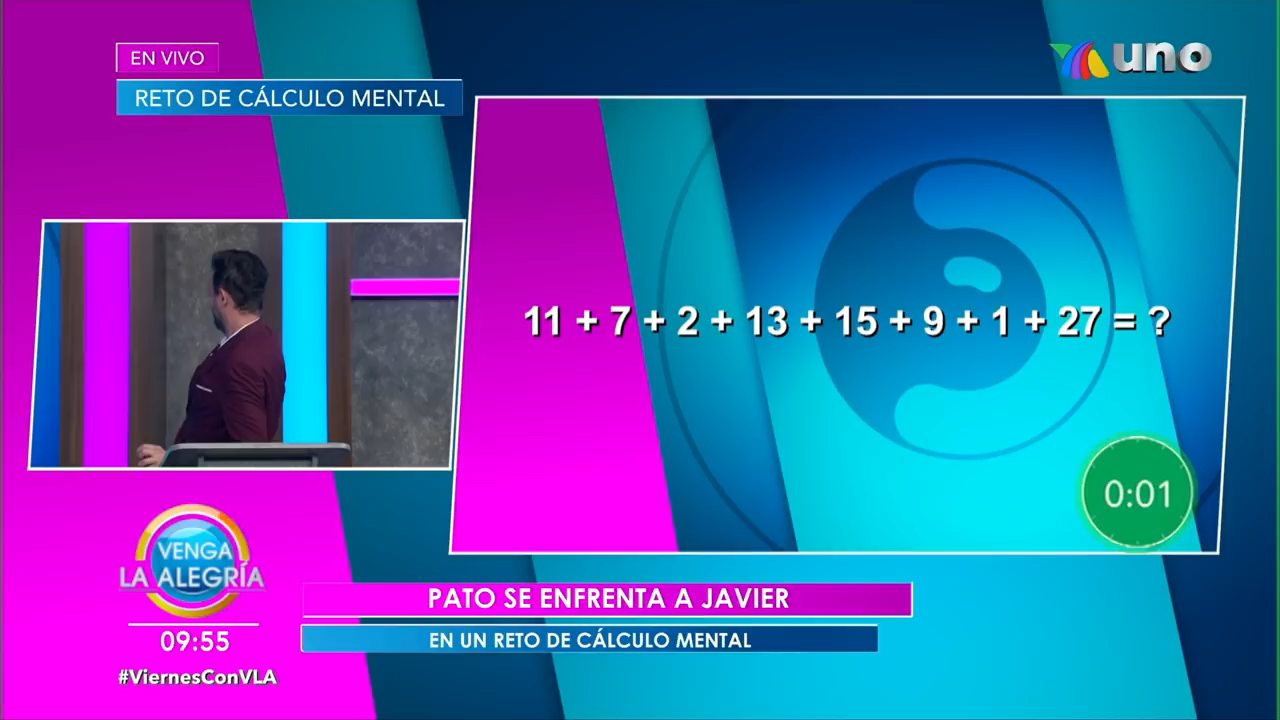 EN VIVO
RETO DE CÁLCULO MENTAL
uno
11 + 7 + 2 + 13 + 15 + 9 + 1 + 27 = ?
0:01
VENGA
LA ALEGRÍA
09:55
#ViernesConVLA
PATO SE ENFRENTA A JAVIER
EN UN RETO DE CÁLCULO MENTAL